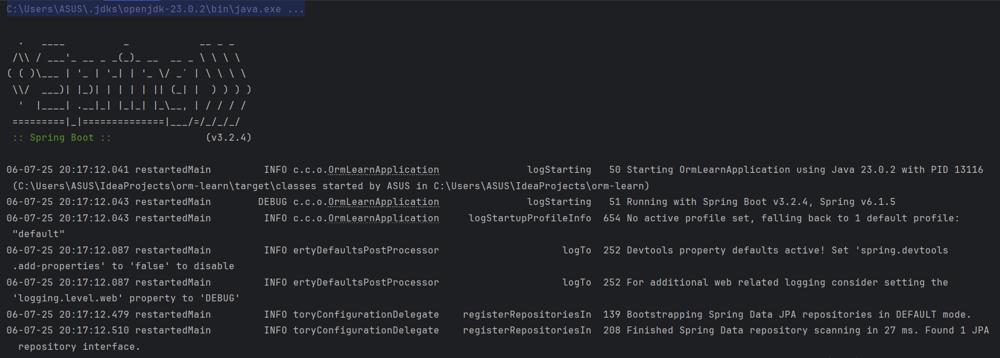 C:\Users\ASUS\.jdks\openjdk-23.0.2\bin\java.exe ...
  .   ____          _            __ _ _
 /\\ / ___'_ __ _ _(_)_ __  __ _ \ \ \ \
( ( )\___ | '_ | '_| | '_ \/ _` | \ \ \ \
 \\/  ___)| |_)| | | | | || (_| |  ) ) ) )
  '  |____| .__|_| |_|_| |_\__, | / / / /
 =========|_|==============|___/=/_/_/_/
 :: Spring Boot ::                (v3.2.4)
06-07-25 20:17:12.041 restartedMain         INFO c.c.o.OrmLearnApplication               logStarting   50 Starting OrmLearnApplication using Java 23.0.2 with PID 13116
 (C:\Users\ASUS\IdeaProjects\orm-learn\target\classes started by ASUS in C:\Users\ASUS\IdeaProjects\orm-learn)
06-07-25 20:17:12.043 restartedMain        DEBUG c.c.o.OrmLearnApplication               logStarting   51 Running with Spring Boot v3.2.4, Spring v6.1.5
06-07-25 20:17:12.043 restartedMain         INFO c.c.o.OrmLearnApplication     logStartupProfileInfo  654 No active profile set, falling back to 1 default profile:
 "default"
06-07-25 20:17:12.087 restartedMain         INFO ertyDefaultsPostProcessor                     logTo  252 Devtools property defaults active! Set 'spring.devtools
 .add-properties' to 'false' to disable
06-07-25 20:17:12.087 restartedMain         INFO ertyDefaultsPostProcessor                     logTo  252 For additional web related logging consider setting the
 'logging.level.web' property to 'DEBUG'
06-07-25 20:17:12.479 restartedMain         INFO toryConfigurationDelegate    registerRepositoriesIn  139 Bootstrapping Spring Data JPA repositories in DEFAULT mode.
06-07-25 20:17:12.510 restartedMain         INFO toryConfigurationDelegate    registerRepositoriesIn  208 Finished Spring Data repository scanning in 27 ms. Found 1 JPA
  repository interface.